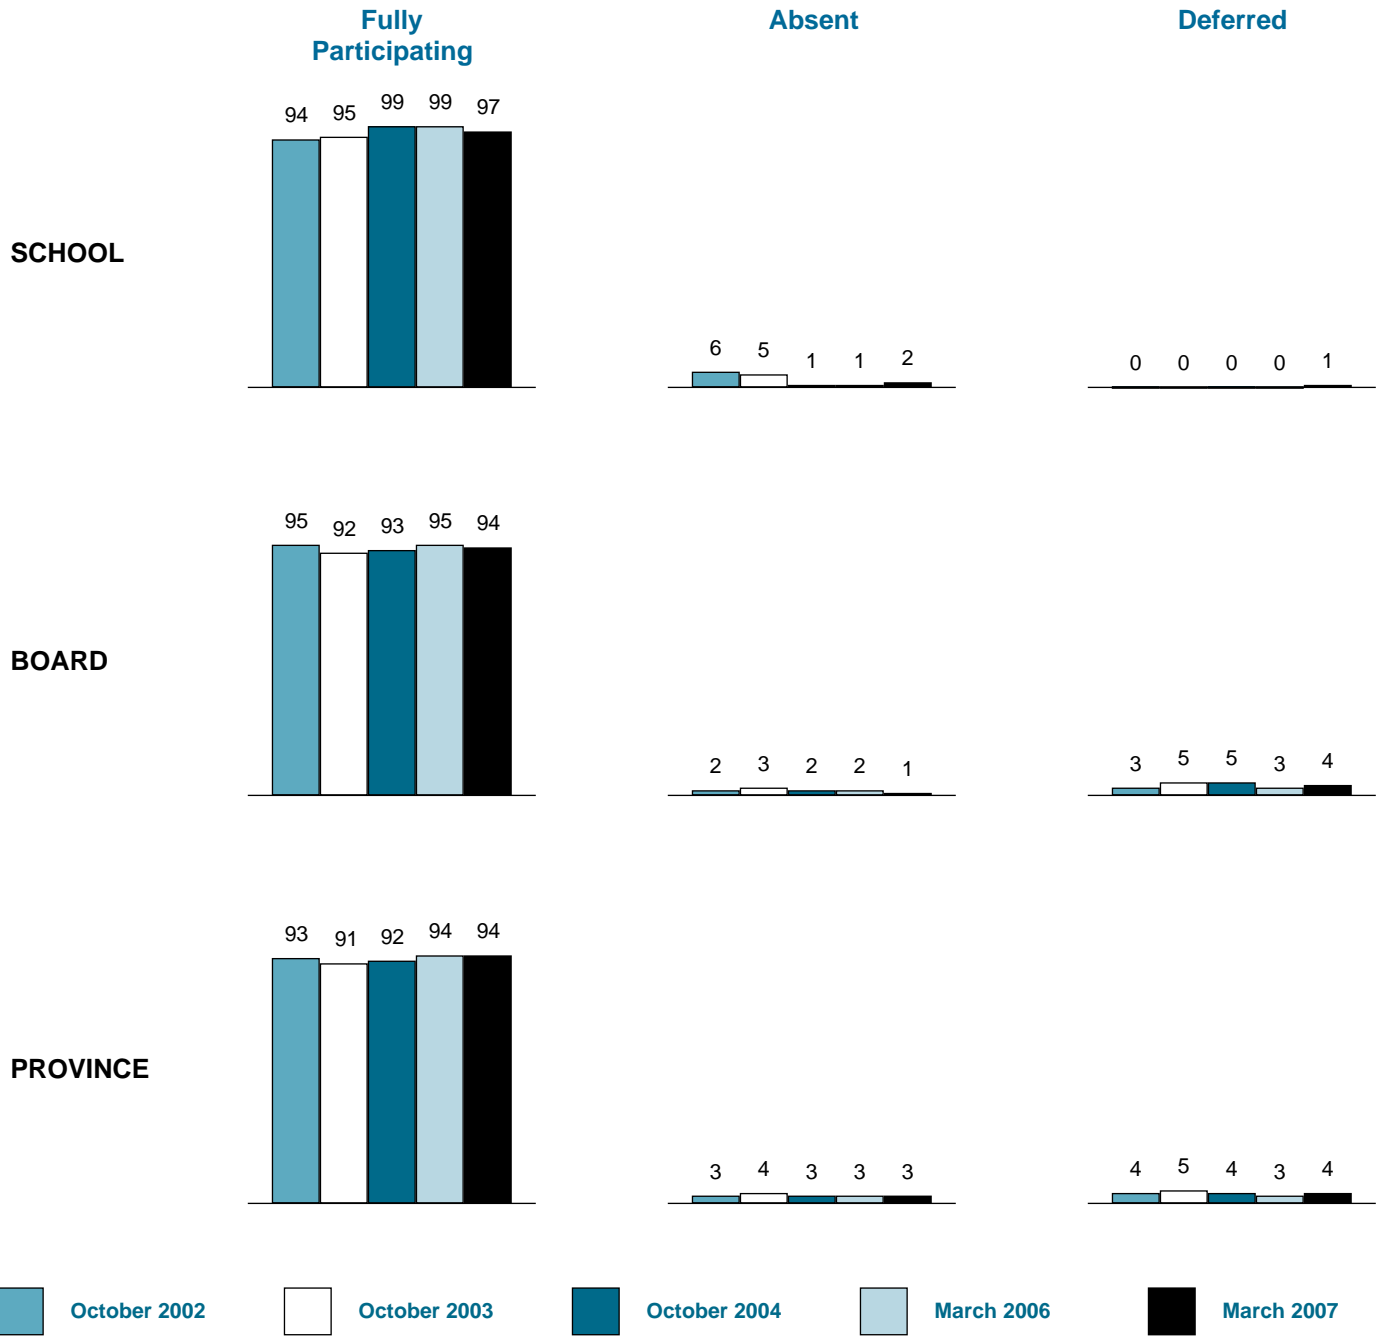 Fully
Participating
Absent
Deferred
SCHOOL
94 95 99 99 97
6 5 1 1 2
0 0 0 0 1
BOARD
95 92 93 95 94
2 3 2 2 1
3 5 5 3 4
PROVINCE
93 91 92 94 94
3 4 3 3 3
4 5 4 3 4
October 2002
October 2003
October 2004
March 2006
March 2007